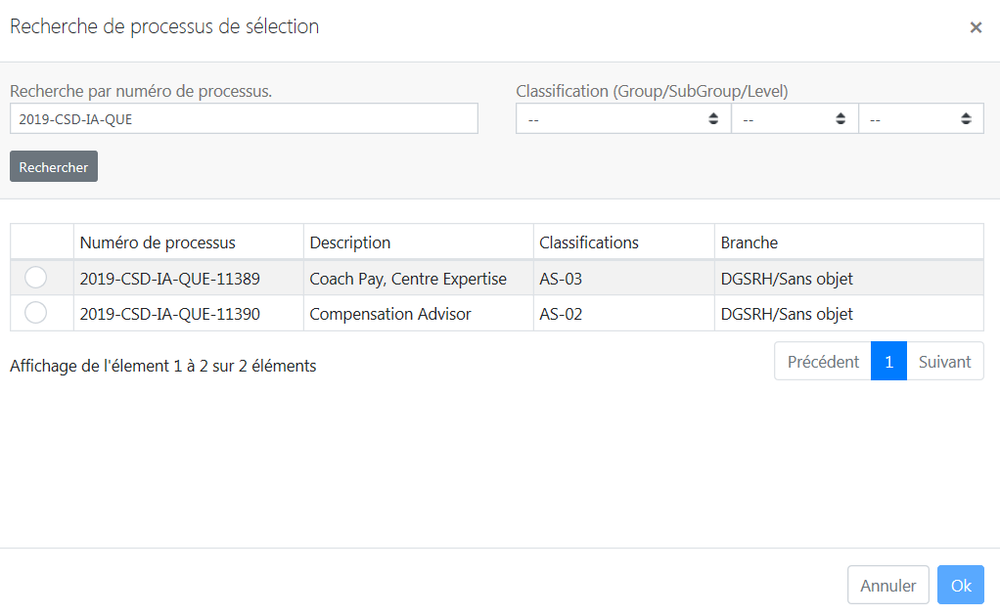 Recherche de processus de sélection ×
Recherche par numéro de processus. Classification (Group/SubGroup/Level)
2019-CSD-IA-QUE -- -- --
Rechercher
Numéro de processus Description Classifications Branche
2019-CSD-IA-QUE-11389 Coach Pay, Centre Expertise AS-03 DGSRH/Sans objet
2019-CSD-IA-QUE-11390 Compensation Advisor AS-02 DGSRH/Sans objet
Affichage de l'élement 1 à 2 sur 2 éléments Précédent 1 Suivant
Annuler Ok